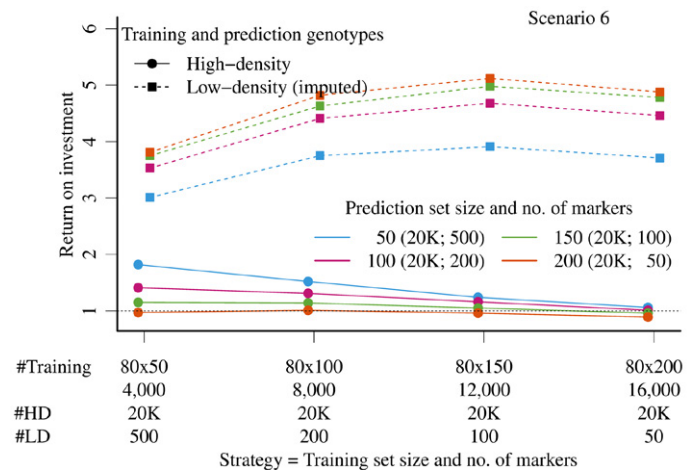 Scenario 6
Training and prediction genotypes
High-density
Low-density (imputed)
Return on investment
6
5
4
3
2
1
Prediction set size and no. of markers
50 (20K; 500)
150 (20K; 100)
100 (20K; 200)
200 (20K; 50)
#Training 80x50 80x100 80x150 80x200
4,000 8,000 12,000 16,000
#HD 20K 20K 20K 20K
#LD 500 200 100 50
Strategy = Training set size and no. of markers